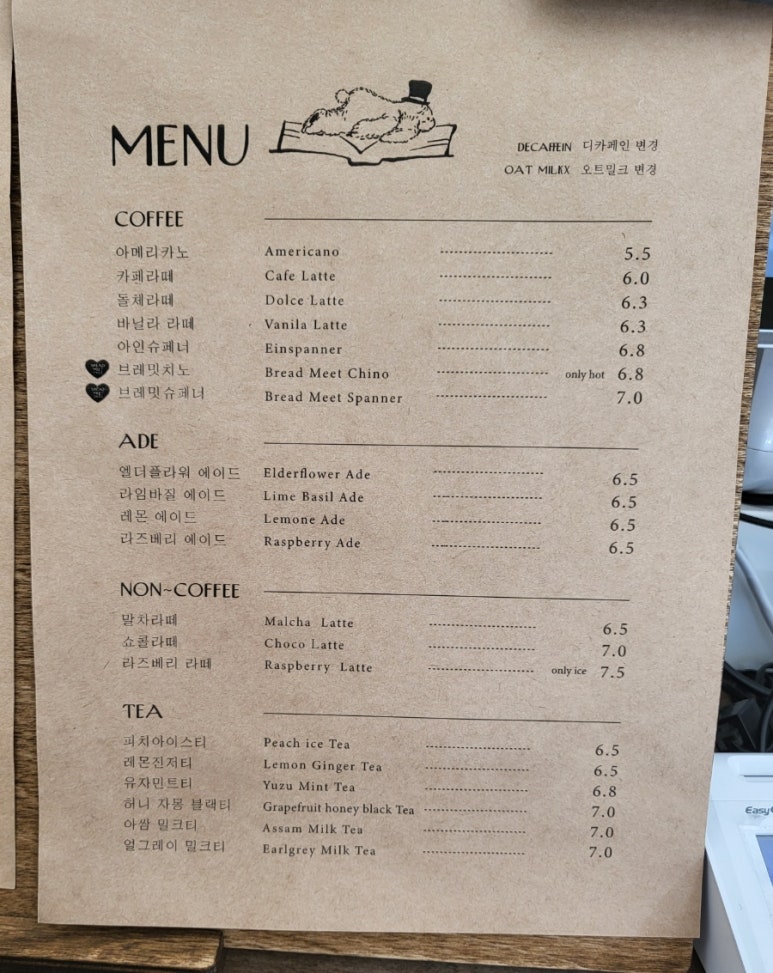 MENU
DECAFFEIN 디카페인 변경
OAT MILK 오트밀크 변경
COFFEE
아메리카노 Americano 5.5
카페라떼 Cafe Latte 6.0
돌체라떼 Dolce Latte 6.3
바닐라 라떼 Vanila Latte 6.3
아인슈페너 Einspanner 6.8
브레밋치노 Bread Meet Chino only hot 6.8
브레밋슈페너 Bread Meet Spanner 7.0
ADE
엘더플라워 에이드 Elderflower Ade 6.5
라임바질 에이드 Lime Basil Ade 6.5
레몬 에이드 Lemone Ade 6.5
라즈베리 에이드 Raspberry Ade 6.5
NON~COFFEE
말차라떼 Malcha Latte 6.5
쇼콜라떼 Choco Latte 7.0
라즈베리 라떼 Raspberry Latte only ice 7.5
TEA
피치아이스티 Peach ice Tea 6.5
레몬진저티 Lemon Ginger Tea 6.5
유자민트티 Yuzu Mint Tea 6.8
허니 자몽 블랙티 Grapefruit honey black Tea 7.0
아쌈 밀크티 Assam Milk Tea 7.0
얼그레이 밀크티 Earlgrey Milk Tea 7.0
Easy